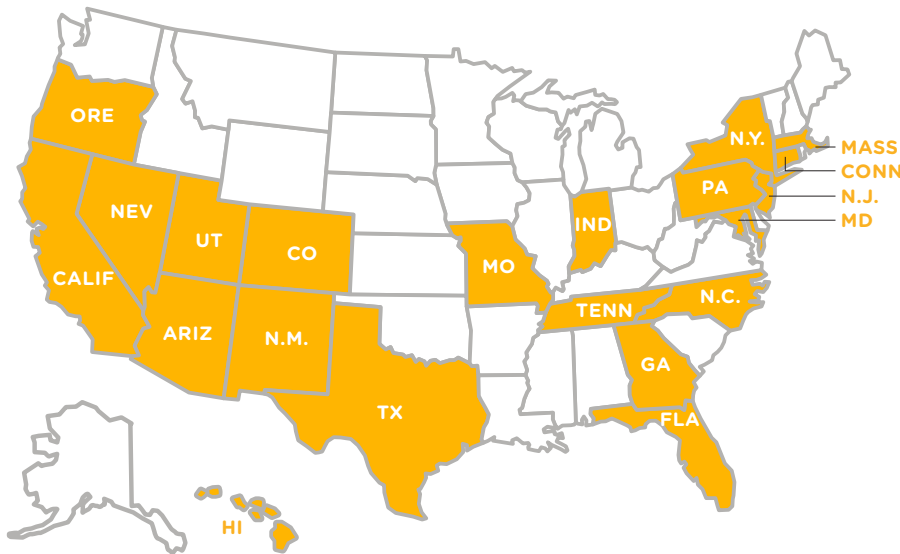 ORE
N.Y.
MASS
CONN
PA
N.J.
NEV
MD
IND
UT
CO
MO
CALIF
N.C.
TENN
ARIZ
N.M.
GA
TX
FLA
HI